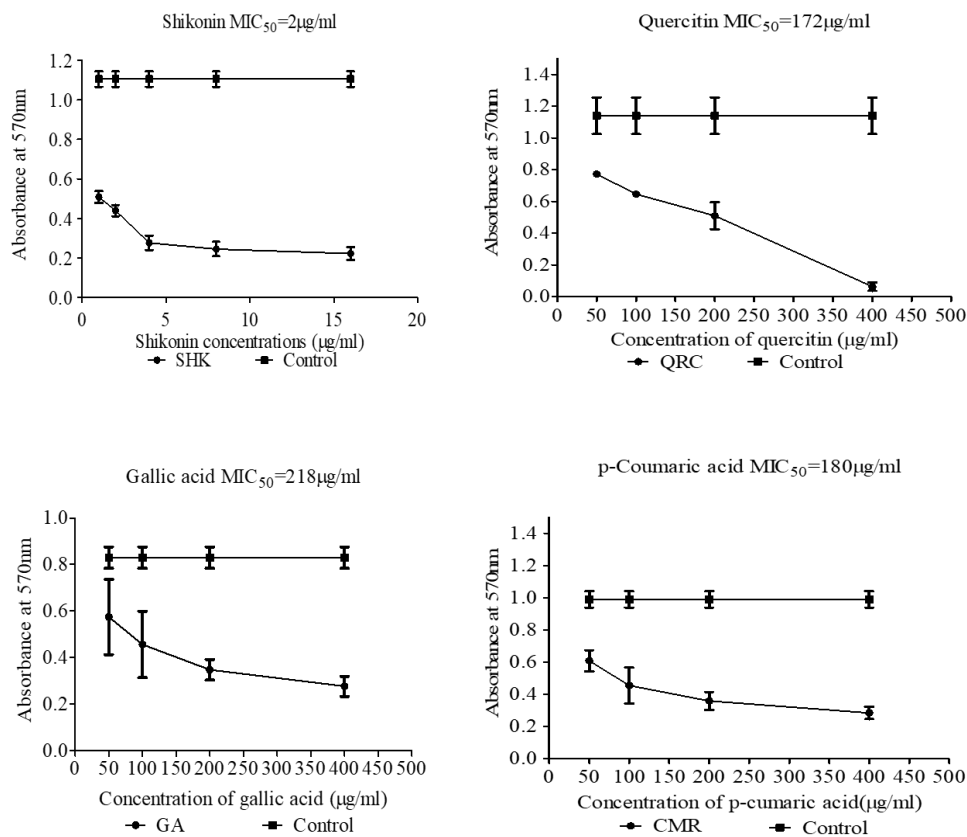 Shikonin MIC50=2μg/ml
Absorbance at 570nm
1.2
1.0
0.8
0.6
0.4
0.2
0.0
0 5 10 15 20
Shikonin concentrations (μg/ml)
SHK Control
Quercitin MIC50=172μg/ml
Absorbance at 570nm
1.4
1.2
1.0
0.8
0.6
0.4
0.2
0.0
0 50 100 150 200 250 300 350 400 450 500
Concentration of quercitin (μg/ml)
QRC Control
Gallic acid MIC50=218μg/ml
Absorbance at 570nm
1.0
0.8
0.6
0.4
0.2
0.0
0 50 100 150 200 250 300 350 400 450 500
Concentration of gallic acid (μg/ml)
GA Control
p-Coumaric acid MIC50=180μg/ml
Absorbance at 570nm
1.4
1.2
1.0
0.8
0.6
0.4
0.2
0.0
0 50 100 150 200 250 300 350 400 450 500
Concentration of p-cumaric acid(μg/ml)
CMR Control